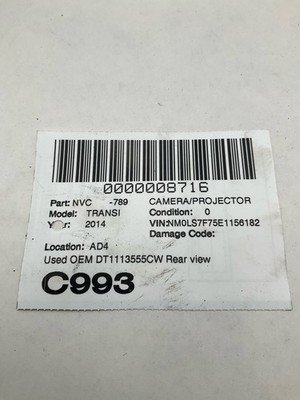 0000008716
Part: NVC -789 CAMERA/PROJECTOR
Model: TRANSI Condition: 0
Year: 2014 VIN:NM0LS7F75E1156182
Damage Code:
Location: AD4
Used OEM DT1113555CW Rear view
C993